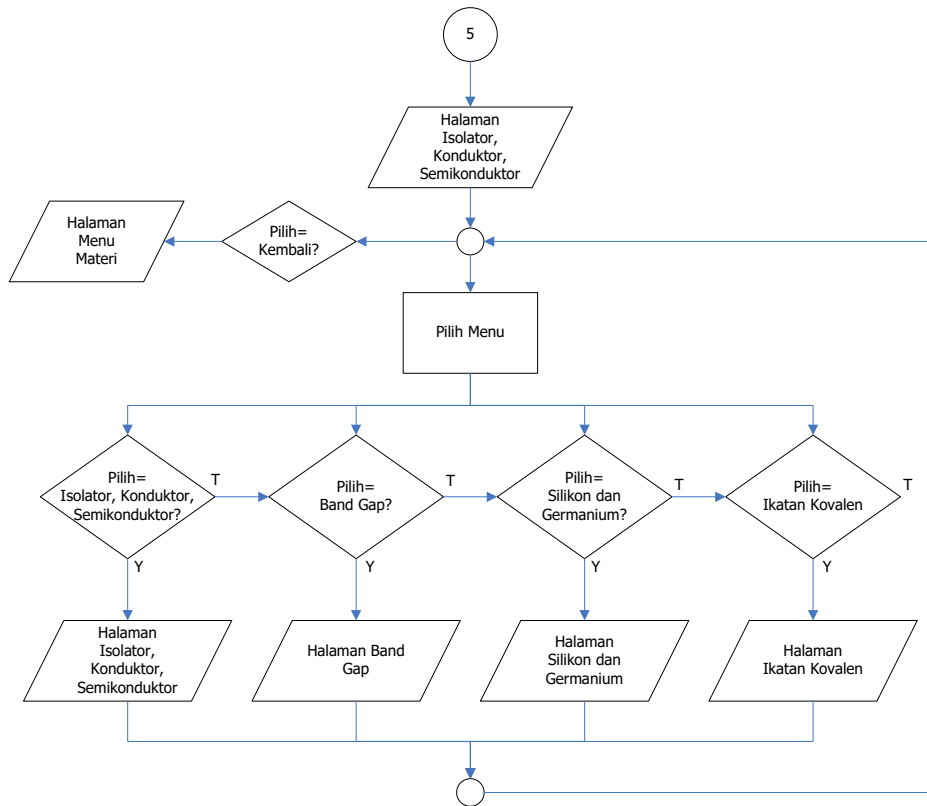 5
Halaman
Isolator,
Konduktor,
Semikonduktor
Halaman
Menu
Materi
Pilih=
Kembali?
Pilih Menu
Pilih=
Isolator, Konduktor,
Semikonduktor?
T
Y
Pilih=
Band Gap?
T
Y
Pilih=
Silikon dan
Germanium?
T
Y
Pilih=
Ikatan Kovalen
T
Y
Halaman
Isolator,
Konduktor,
Semikonduktor
Halaman Band
Gap
Halaman
Silikon dan
Germanium
Halaman
Ikatan Kovalen